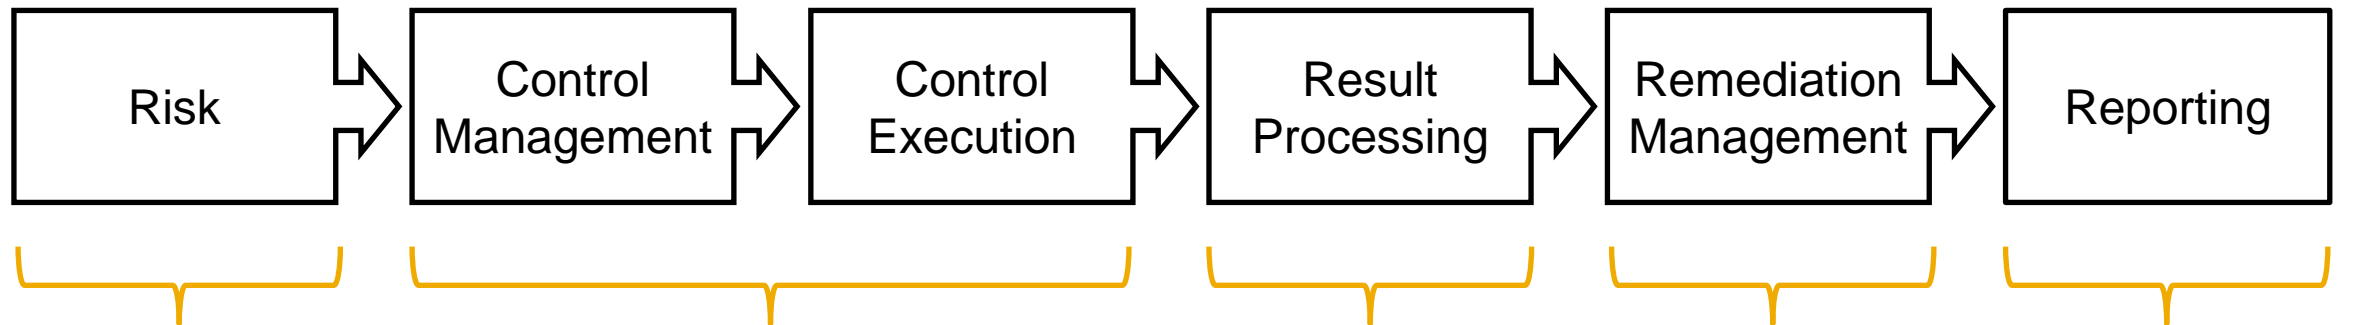 Risk
Control
Management
Control
Execution
Result
Processing
Remediation
Management
Reporting